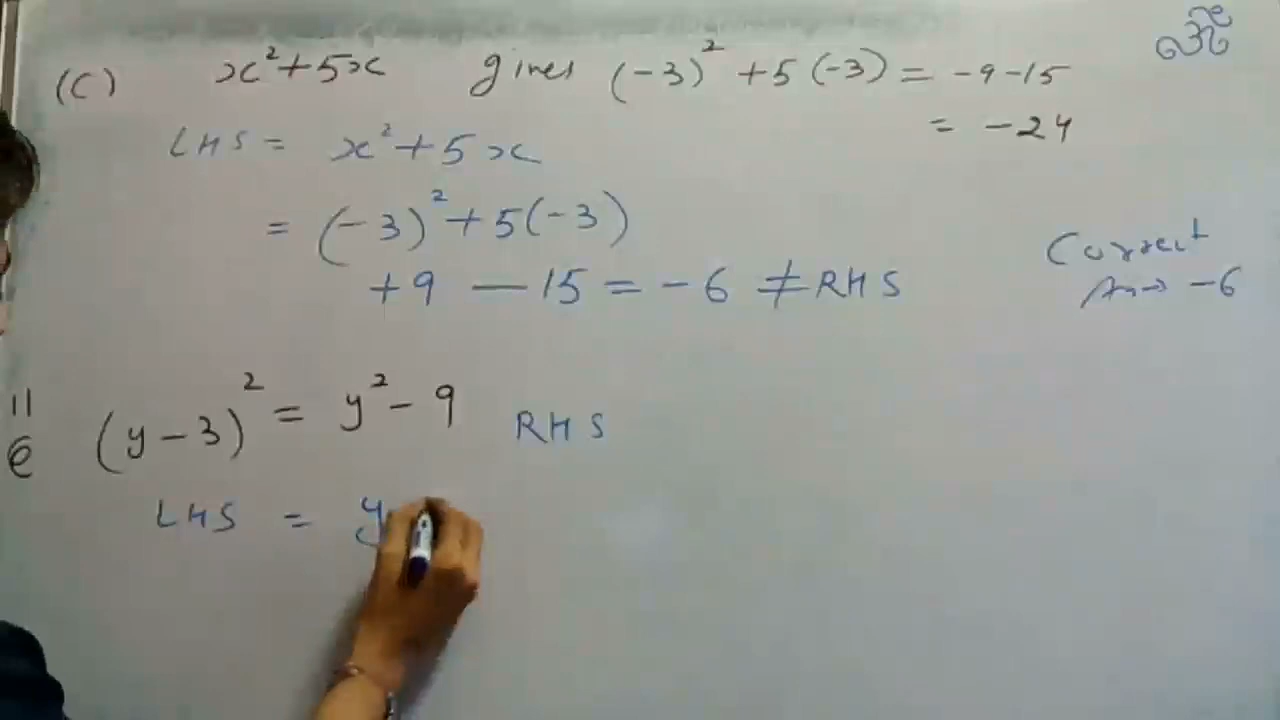 ॐ
(C) x²+5x gives (-3)² +5(-3) = -9-15
= -24
LHS = x²+5x
= (-3)²+5(-3)
+9 — 15 = -6 ≠ RHS
Correct
Ans → -6
11 (y-3)² = y²-9 RHS
LHS = y